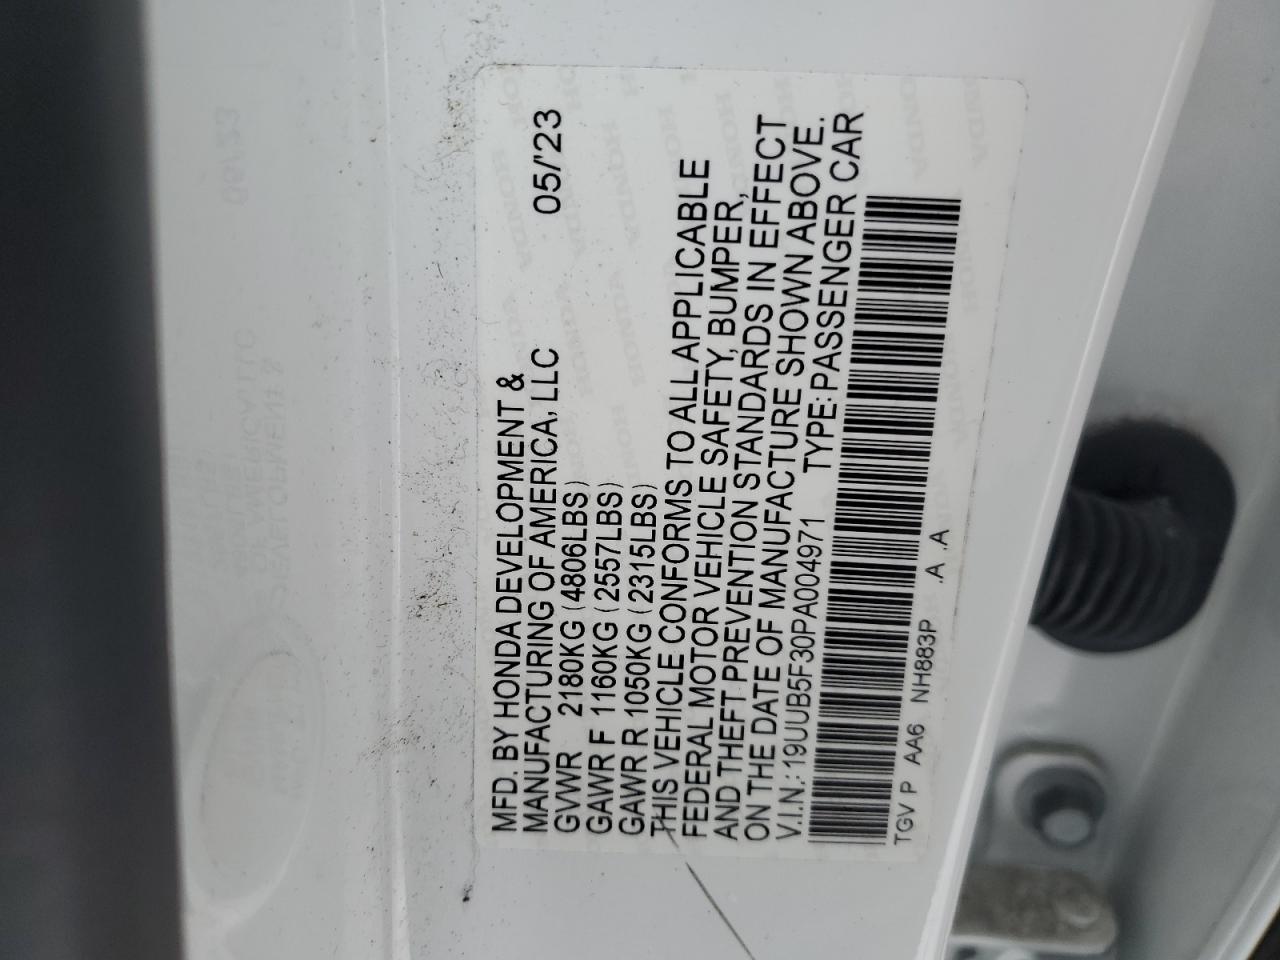 MFD. BY HONDA DEVELOPMENT &
MANUFACTURING OF AMERICA, LLC 05/'23
GVWR 2180KG (4806LBS)
GAWR F 1160KG (2557LBS)
GAWR R 1050KG (2315LBS)
THIS VEHICLE CONFORMS TO ALL APPLICABLE
FEDERAL MOTOR VEHICLE SAFETY, BUMPER,
AND THEFT PREVENTION STANDARDS IN EFFECT
ON THE DATE OF MANUFACTURE SHOWN ABOVE.
V.I.N.: 19UUB5F30PA004971 TYPE: PASSENGER CAR
TGV P AA6 NH883P .A .A